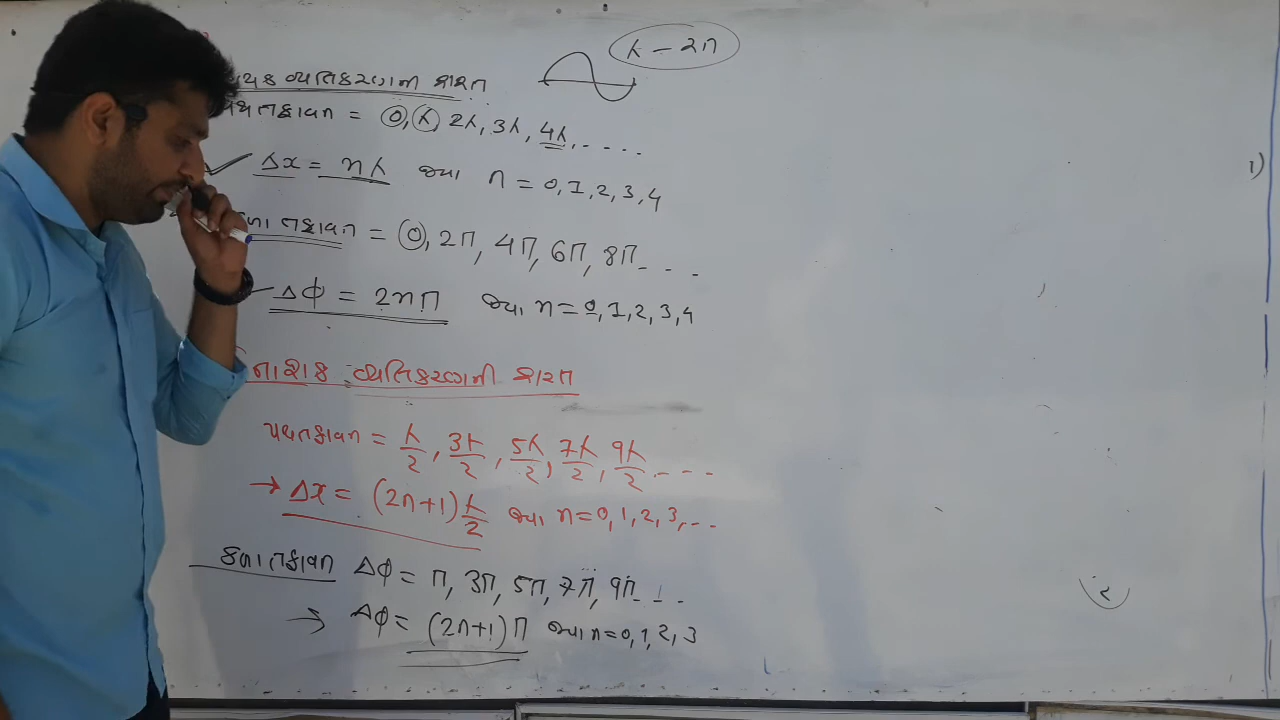 λ – 2π
વ્યતિકરણની શરત
પથતફાવત = 0, λ, 2λ, 3λ, 4λ, ....
Δx = nλ જ્યાં n = 0, 1, 2, 3, 4
કળા તફાવત = 0, 2π, 4π, 6π, 8π ...
Δϕ = 2nπ જ્યાં n = 0, 1, 2, 3, 4
વિનાશક વ્યતિકરણની શરત
પથતફાવત = λ/2, 3λ/2, 5λ/2, 7λ/2, 9λ/2 ....
→ Δx = (2n+1) λ/2 જ્યાં n = 0, 1, 2, 3, ...
કળા તફાવત Δϕ = π, 3π, 5π, 7π, 9π ...
→ Δϕ = (2n+1)π જ્યાં n = 0, 1, 2, 3
1)